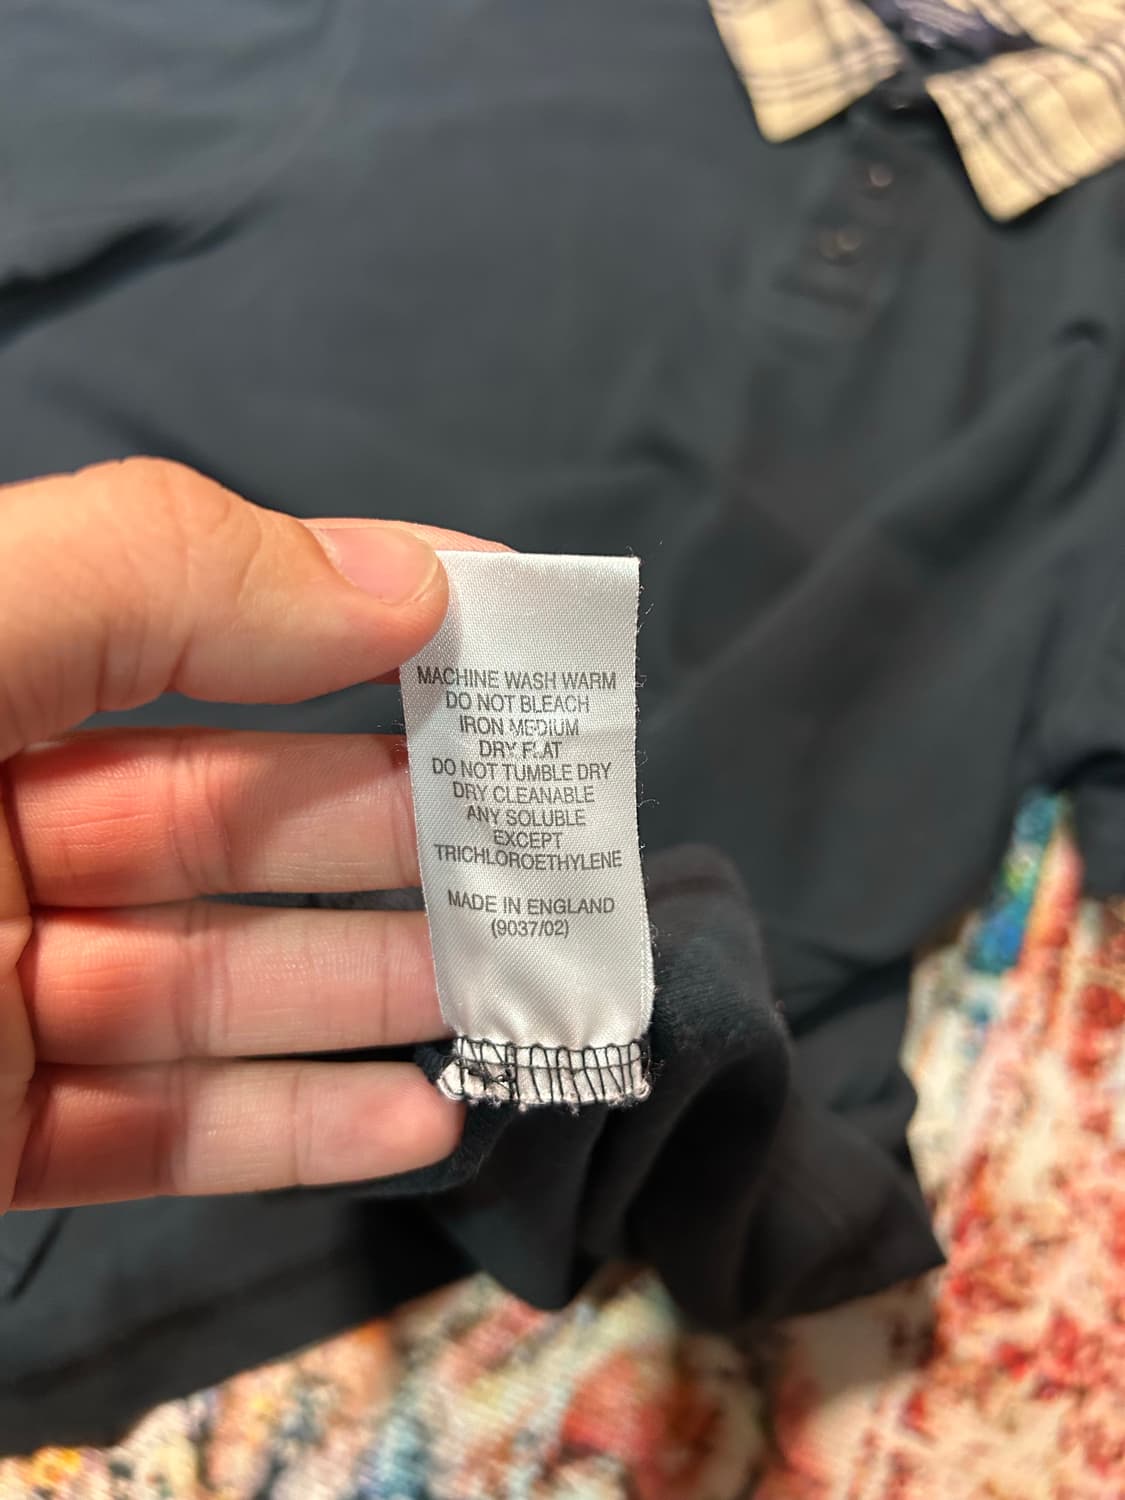 MACHINE WASH WARM
DO NOT BLEACH
IRON MEDIUM
DRY FLAT
DO NOT TUMBLE DRY
DRY CLEANABLE
ANY SOLUBLE
EXCEPT
TRICHLOROETHYLENE
MADE IN ENGLAND
(9037/02)